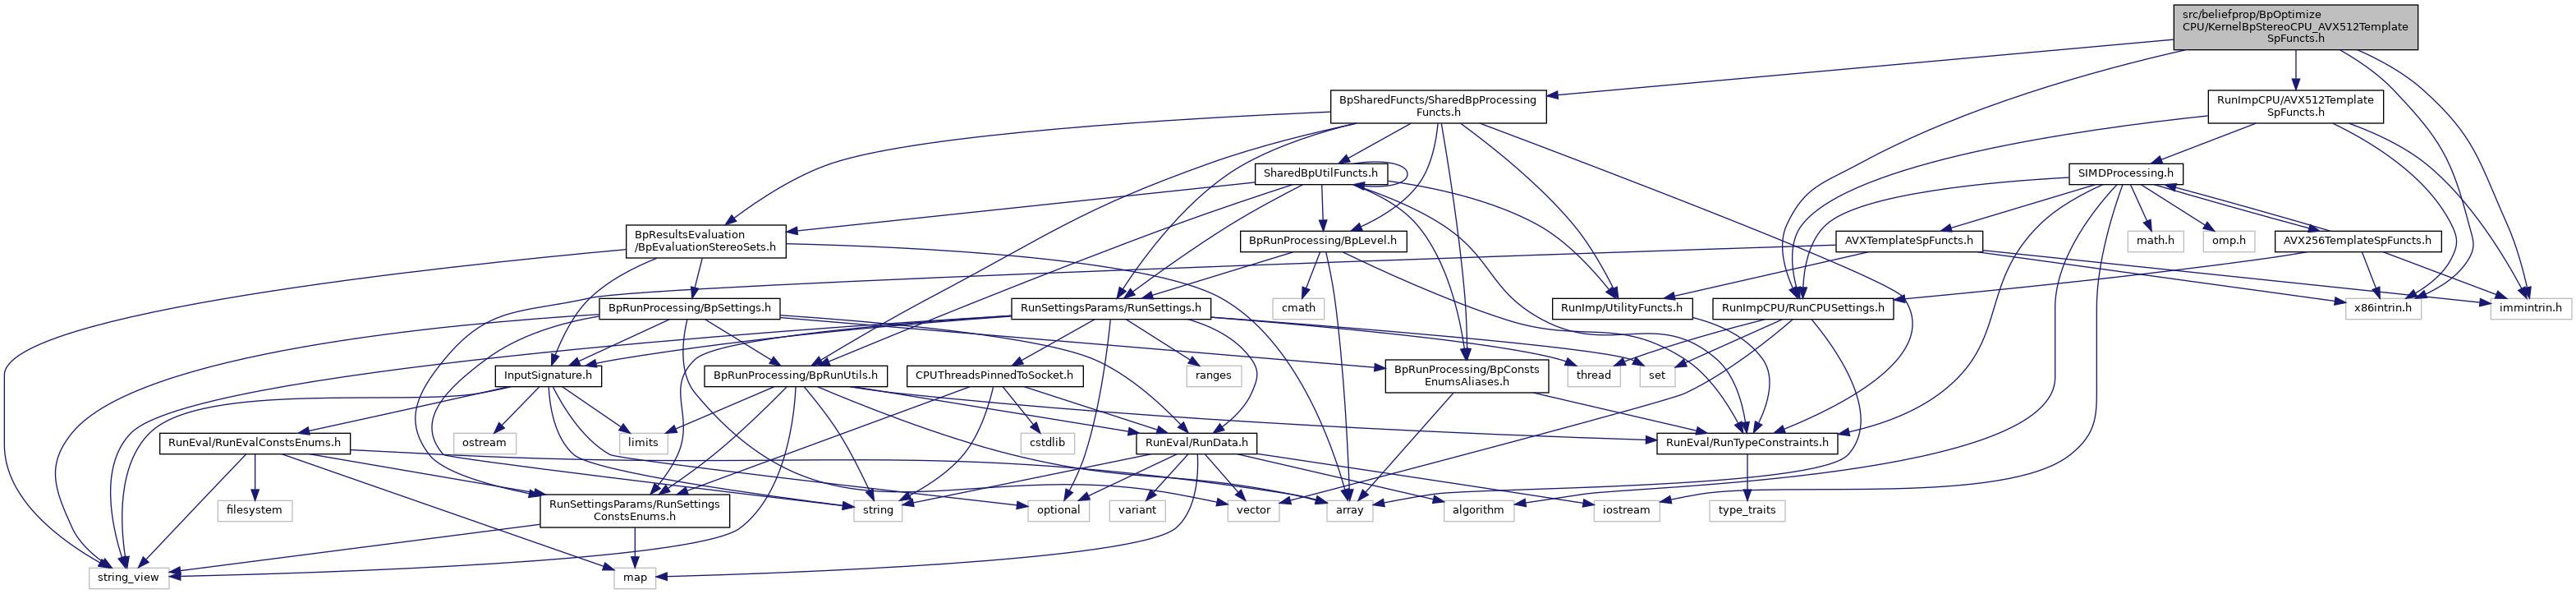 src/beliefprop/BpOptimize
CPU/KernelBpStereoCPU_AVX512Template
SpFuncts.h
BpSharedFuncts/SharedBpProcessing
Functs.h
RunImpCPU/AVX512Template
SpFuncts.h
SharedBpUtilFuncts.h
SIMDProcessing.h
BpResultsEvaluation
/BpEvaluationStereoSets.h
BpRunProcessing/BpLevel.h
AVXTemplateSpFuncts.h
math.h
omp.h
AVX256TemplateSpFuncts.h
BpRunProcessing/BpSettings.h
RunSettingsParams/RunSettings.h
cmath
RunImp/UtilityFuncts.h
RunImpCPU/RunCPUSettings.h
x86intrin.h
immintrin.h
InputSignature.h
BpRunProcessing/BpRunUtils.h
CPUThreadsPinnedToSocket.h
ranges
BpRunProcessing/BpConsts
EnumsAliases.h
thread
set
RunEval/RunEvalConstsEnums.h
ostream
limits
cstdlib
RunEval/RunData.h
RunEval/RunTypeConstraints.h
filesystem
RunSettingsParams/RunSettings
ConstsEnums.h
string
optional
variant
vector
array
algorithm
iostream
type_traits
string_view
map